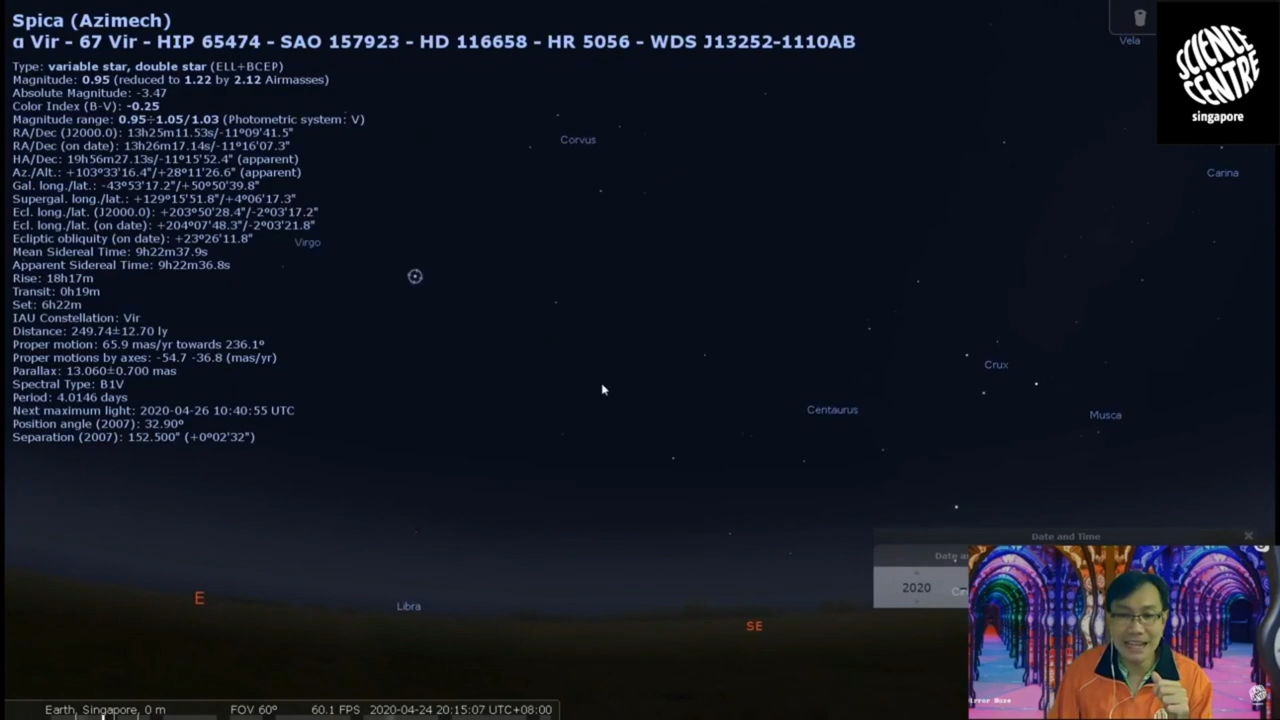 Spica (Azimech)
α Vir - 67 Vir - HIP 65474 - SAO 157923 - HD 116658 - HR 5056 - WDS J13252-1110AB
Type: variable star, double star (ELL+BCEP)
Magnitude: 0.95 (reduced to 1.22 by 2.12 Airmasses)
Absolute Magnitude: -3.47
Color Index (B-V): -0.25
Magnitude range: 0.95÷1.05/1.03 (Photometric system: V)
RA/Dec (J2000.0): 13h25m11.53s/-11°09'41.5"
RA/Dec (on date): 13h26m17.14s/-11°16'07.3"
HA/Dec: 19h56m27.13s/-11°15'52.4" (apparent)
Az./Alt.: +103°33'16.4"/+28°11'26.6" (apparent)
Gal. long./lat.: -43°53'17.2"/+50°50'39.8"
Supergal. long./lat.: +129°15'51.8"/+4°06'17.3"
Ecl. long./lat. (J2000.0): +203°50'28.4"/-2°03'17.2"
Ecl. long./lat. (on date): +204°07'48.3"/-2°03'21.8"
Ecliptic obliquity (on date): +23°26'11.8"
Mean Sidereal Time: 9h22m37.9s
Apparent Sidereal Time: 9h22m36.8s
Rise: 18h17m
Transit: 0h19m
Set: 6h22m
IAU Constellation: Vir
Distance: 249.74±12.70 ly
Proper motion: 65.9 mas/yr towards 236.1°
Proper motions by axes: -54.7 -36.8 (mas/yr)
Parallax: 13.060±0.700 mas
Spectral Type: B1V
Period: 4.0146 days
Next maximum light: 2020-04-26 10:40:55 UTC
Position angle (2007): 32.90°
Separation (2007): 152.500" (+0°02'32")
Vela
SCIENCE
CENTRE
singapore
Corvus
Carina
Virgo
Crux
Centaurus
Musca
Date and Time
2020
E
Libra
SE
Earth, Singapore, 0 m
FOV 60°
60.1 FPS
2020-04-24 20:15:07 UTC+08:00